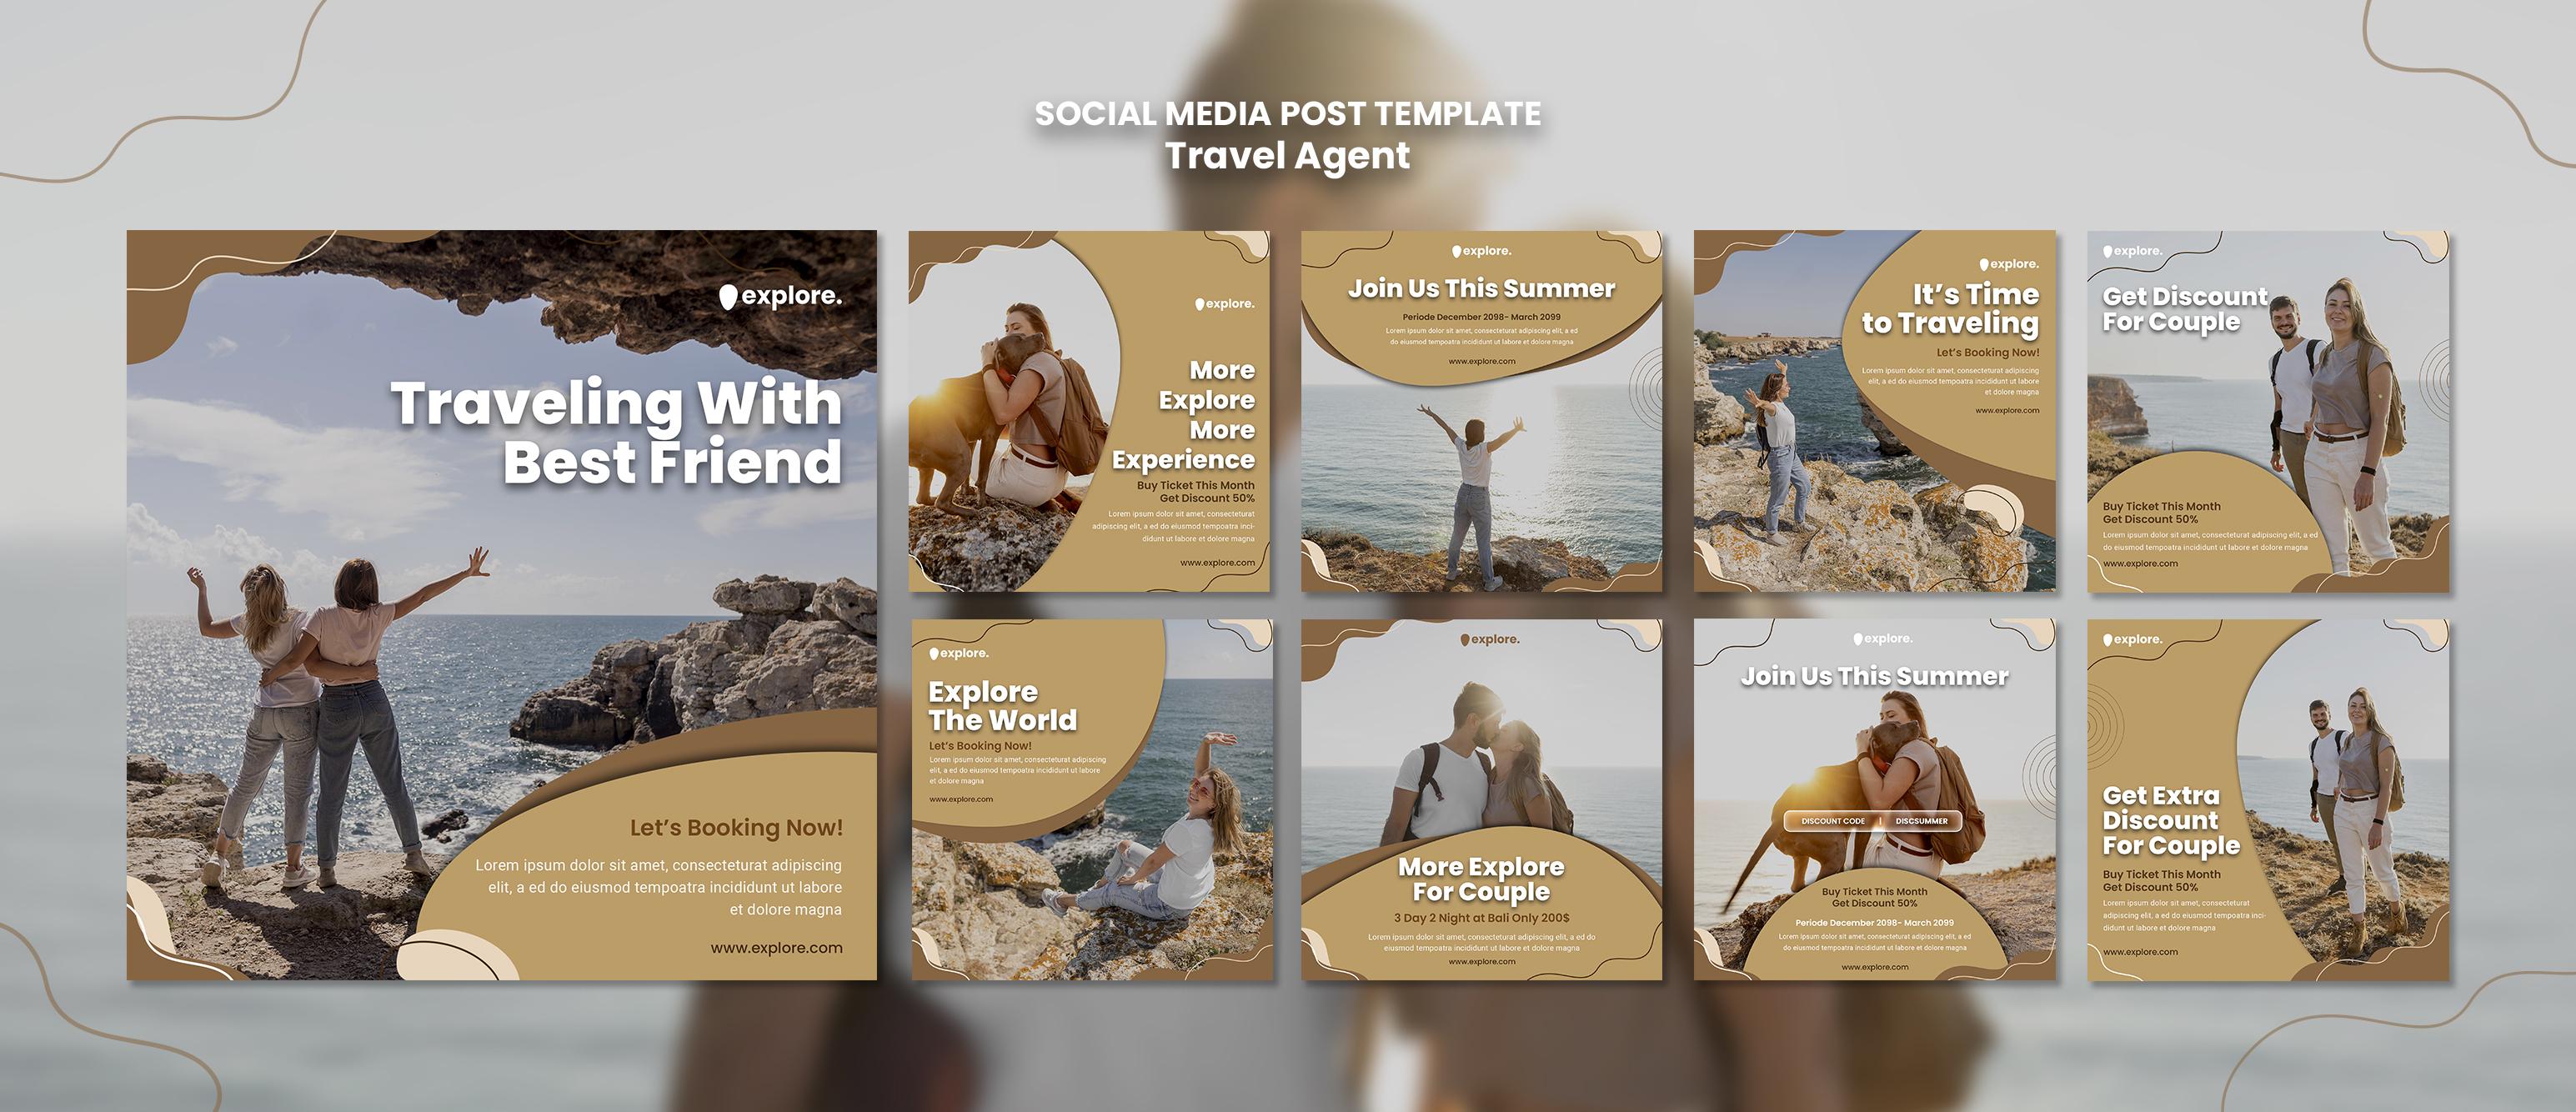 SOCIAL MEDIA POST TEMPLATE
Travel Agent
explore.
Traveling With
Best Friend
Let's Booking Now!
Lorem ipsum dolor sit amet, consecteturat adipiscing
elit, a ed do eiusmod tempoatra incididunt ut labore
et dolore magna
www.explore.com
explore.
More
Explore
More
Experience
Buy Ticket This Month
Get Discount 50%
Lorem ipsum dolor sit amet, consecteturat
adipiscing elit, a ed do eiusmod tempoatra inci-
didunt ut labore et dolore magna
www.explore.com
explore.
Join Us This Summer
Periode December 2098- March 2099
Lorem ipsum dolor sit amet, consecteturat adipiscing elit, a ed
do eiusmod tempoatra incididunt ut labore et dolore magna
www.explore.com
explore.
It's Time
to Traveling
Let's Booking Now!
Lorem ipsum dolor sit amet, consecteturat adipiscing
elit, a ed do eiusmod tempoatra incididunt ut labore
et dolore magna
www.explore.com
explore.
Get Discount
For Couple
Buy Ticket This Month
Get Discount 50%
Lorem ipsum dolor sit amet, consecteturat adipiscing elit, a ed
do eiusmod tempoatra incididunt ut labore et dolore magna
www.explore.com
explore.
Explore
The World
Let's Booking Now!
Lorem ipsum dolor sit amet, consecteturat adipiscing
elit, a ed do eiusmod tempoatra incididunt ut labore
et dolore magna
www.explore.com
explore.
More Explore
For Couple
3 Day 2 Night at Bali Only 200$
Lorem ipsum dolor sit amet, consecteturat adipiscing elit, a ed do
eiusmod tempoatra incididunt ut labore et dolore magna
www.explore.com
explore.
Join Us This Summer
DISCOUNT CODE | DISCSUMMER
Buy Ticket This Month
Get Discount 50%
Periode December 2098- March 2099
Lorem ipsum dolor sit amet, consecteturat adipiscing elit, a ed
do eiusmod tempoatra incididunt ut labore et dolore magna
www.explore.com
explore.
Get Extra
Discount
For Couple
Buy Ticket This Month
Get Discount 50%
Lorem ipsum dolor sit amet, consecteturat
adipiscing elit, a ed do eiusmod tempoatra inci-
didunt ut labore et dolore magna
www.explore.com